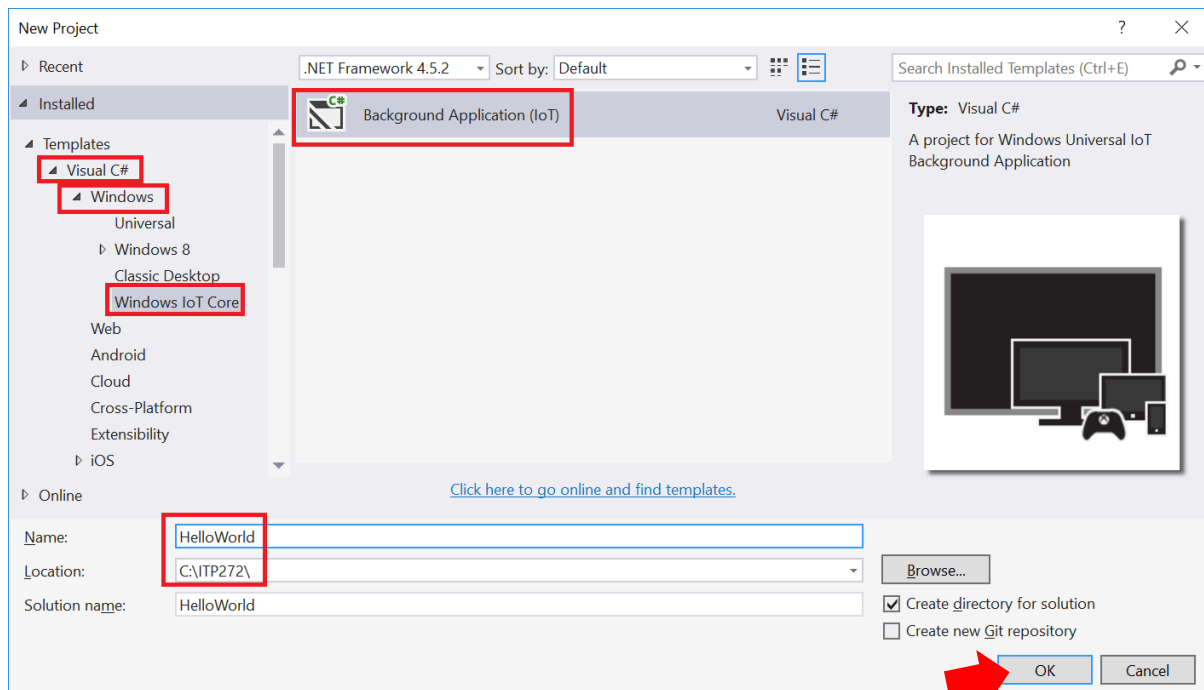 New Project
?
Recent
.NET Framework 4.5.2
Sort by:
Default
Search Installed Templates (Ctrl+E)
Installed
Templates
Visual C#
Windows
Universal
Windows 8
Classic Desktop
Windows IoT Core
Web
Android
Cloud
Cross-Platform
Extensibility
iOS
Online
C#
Background Application (IoT)
Visual C#
Type: Visual C#
A project for Windows Universal IoT
Background Application
Click here to go online and find templates.
Name:
HelloWorld
Location:
C:\ITP272\
Browse...
Solution name:
HelloWorld
Create directory for solution
Create new Git repository
OK
Cancel